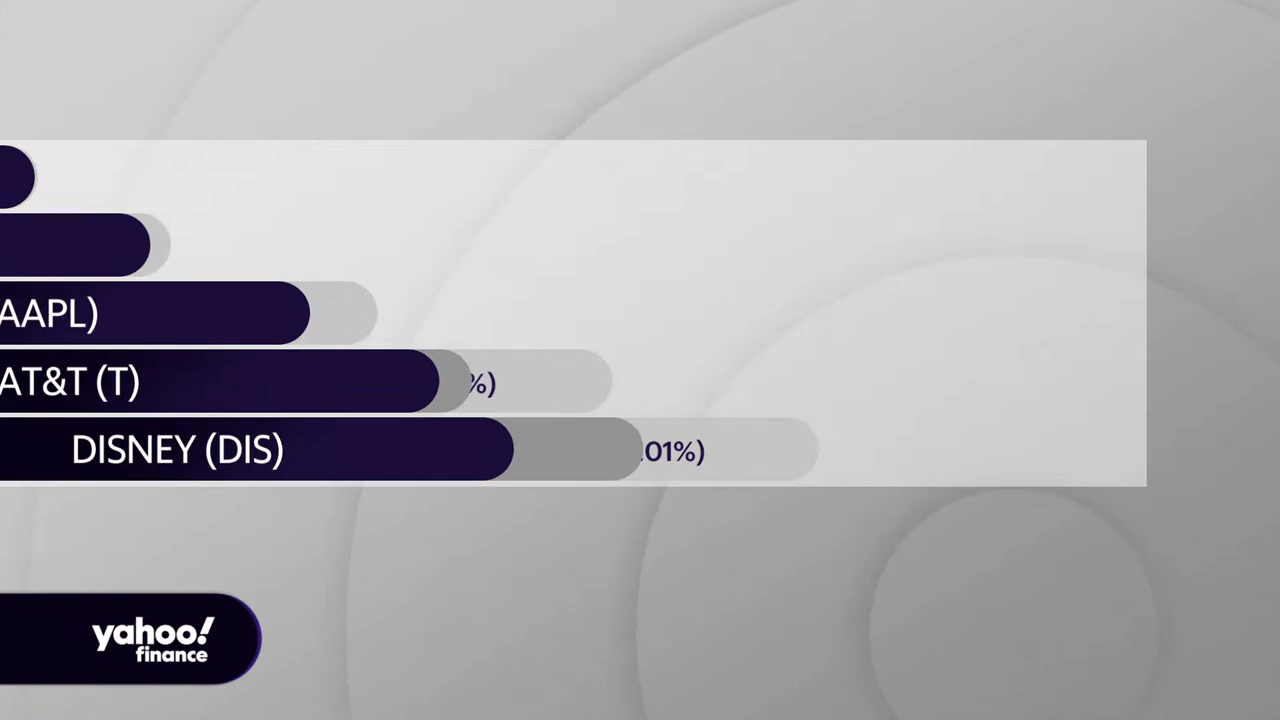 AAPL)
AT&T (T) %)
DISNEY (DIS) .01%)
yahoo!
finance